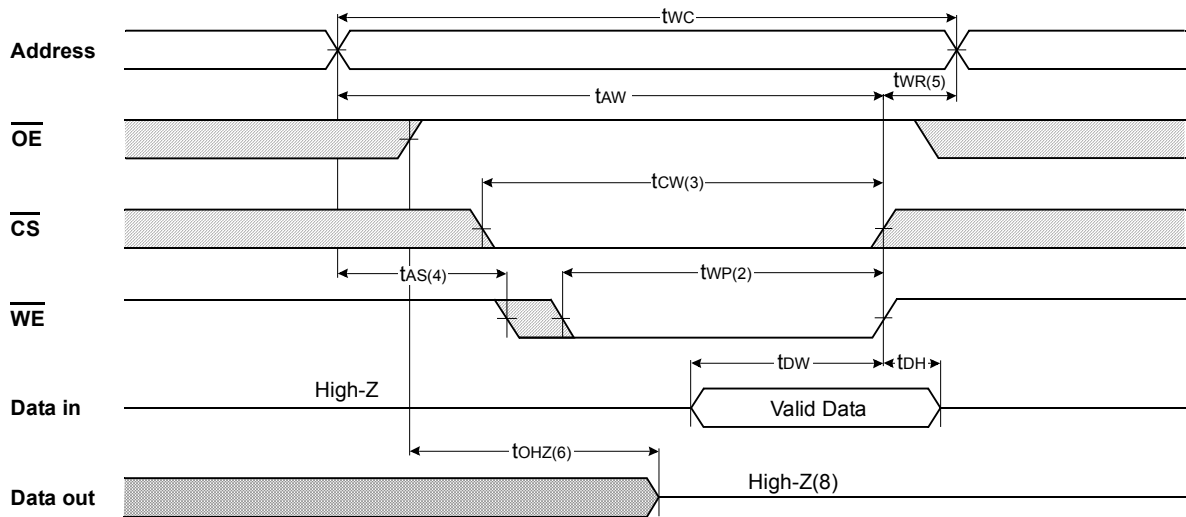 tWC
Address
tWR(5)
tAW
OE
tCW(3)
CS
tAS(4)
tWP(2)
WE
tDW
tDH
High-Z
Data in
Valid Data
tOHZ(6)
High-Z(8)
Data out